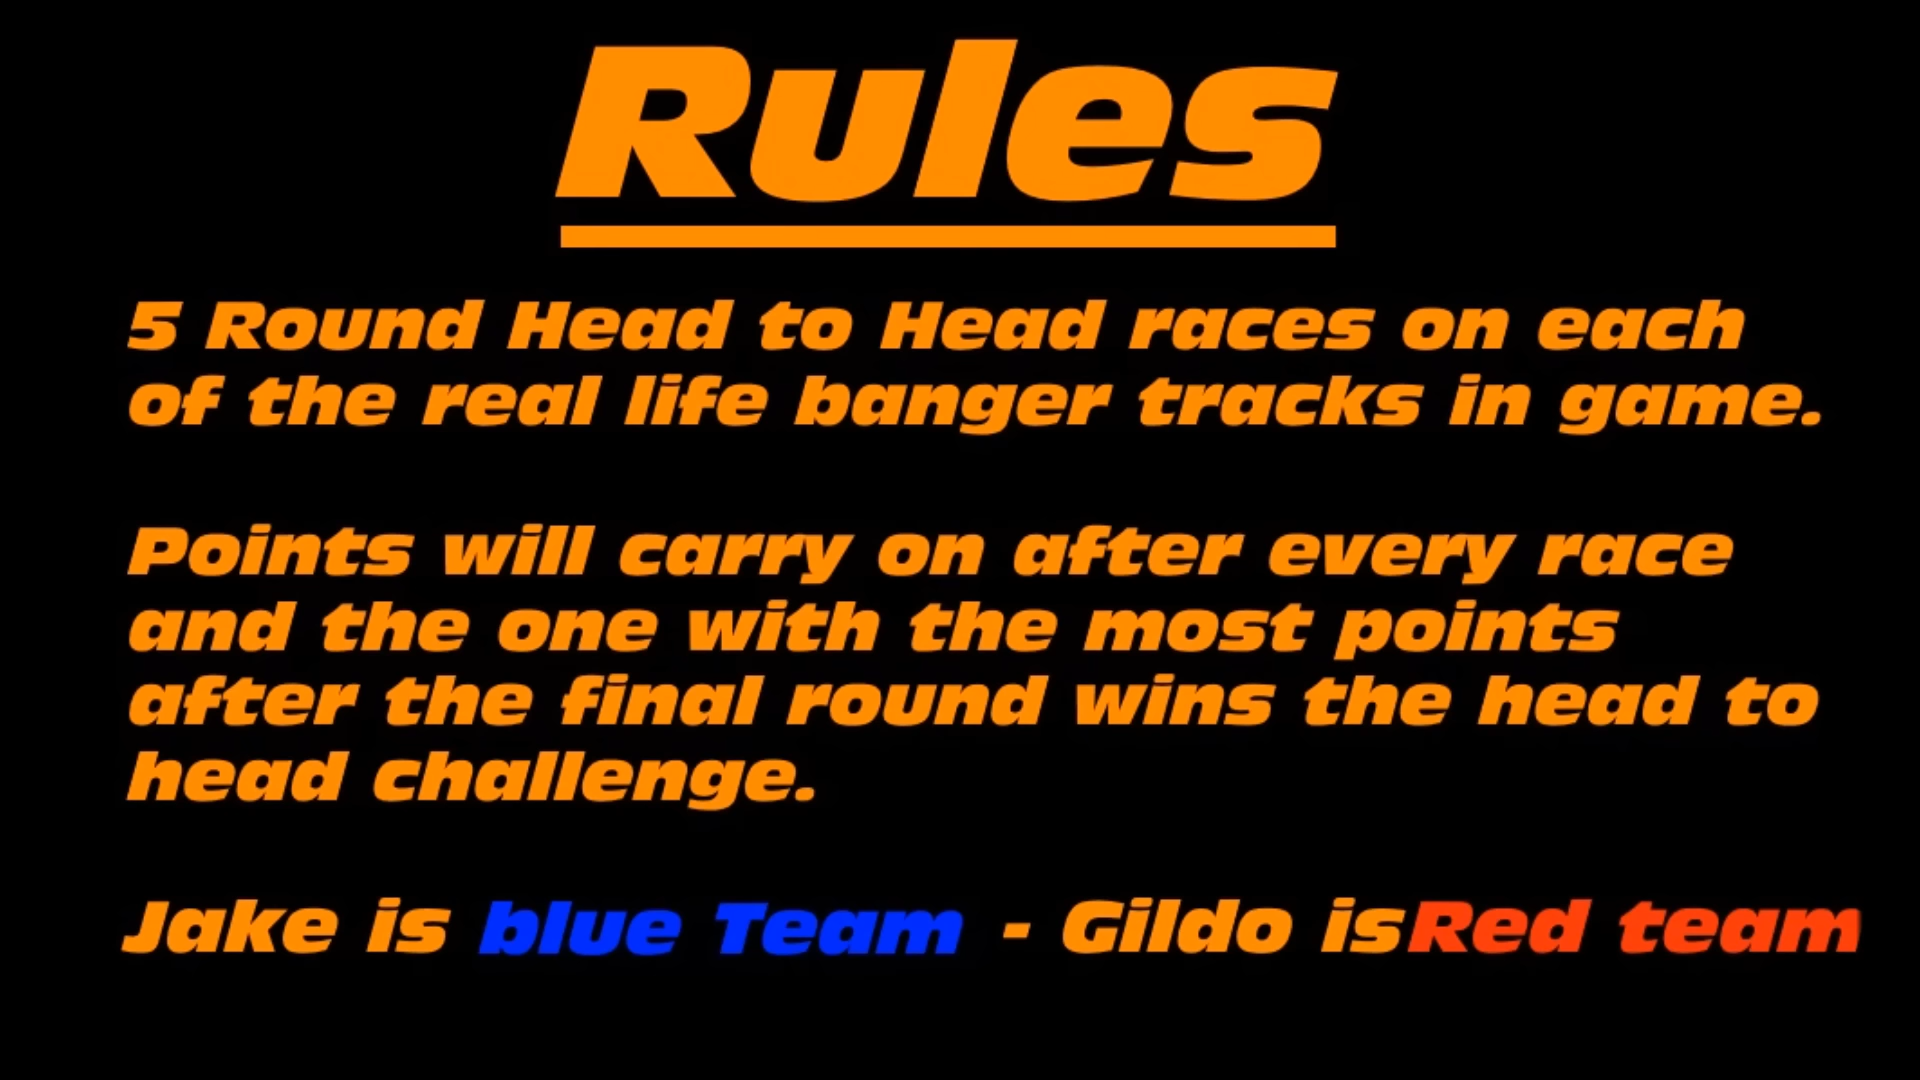 Rules
5 Round Head to Head races on each
of the real life banger tracks in game.
Points will carry on after every race
and the one with the most points
after the final round wins the head to
head challenge.
Jake is blue Team - Gildo isRed team